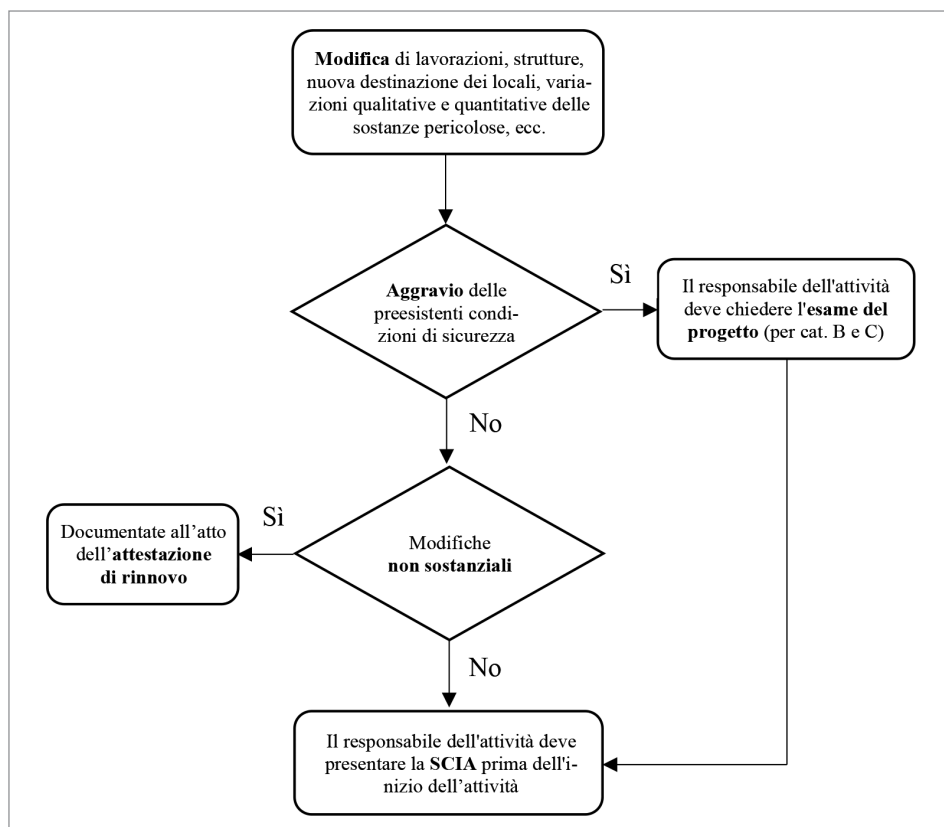 Modifica di lavorazioni, strutture,
nuova destinazione dei locali, varia-
zioni qualitative e quantitative delle
sostanze pericolose, ecc.
Aggravio delle
preesistenti condi-
zioni di sicurezza
Sì
Il responsabile dell'attività
deve chiedere l'esame del
progetto (per cat. B e C)
No
Modifiche
non sostanziali
Sì
Documentate all’atto
dell’attestazione
di rinnovo
No
Il responsabile dell'attività deve
presentare la SCIA prima dell'i-
nizio dell’attività